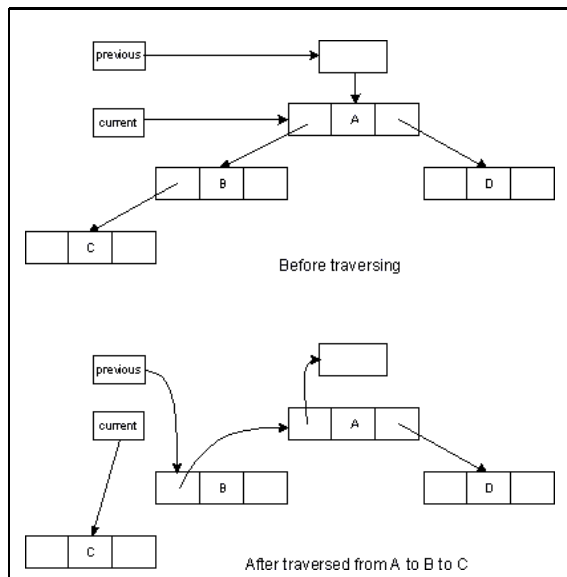 previous
current
A
B
D
C
Before traversing
previous
current
A
B
D
C
After traversed from A to B to C